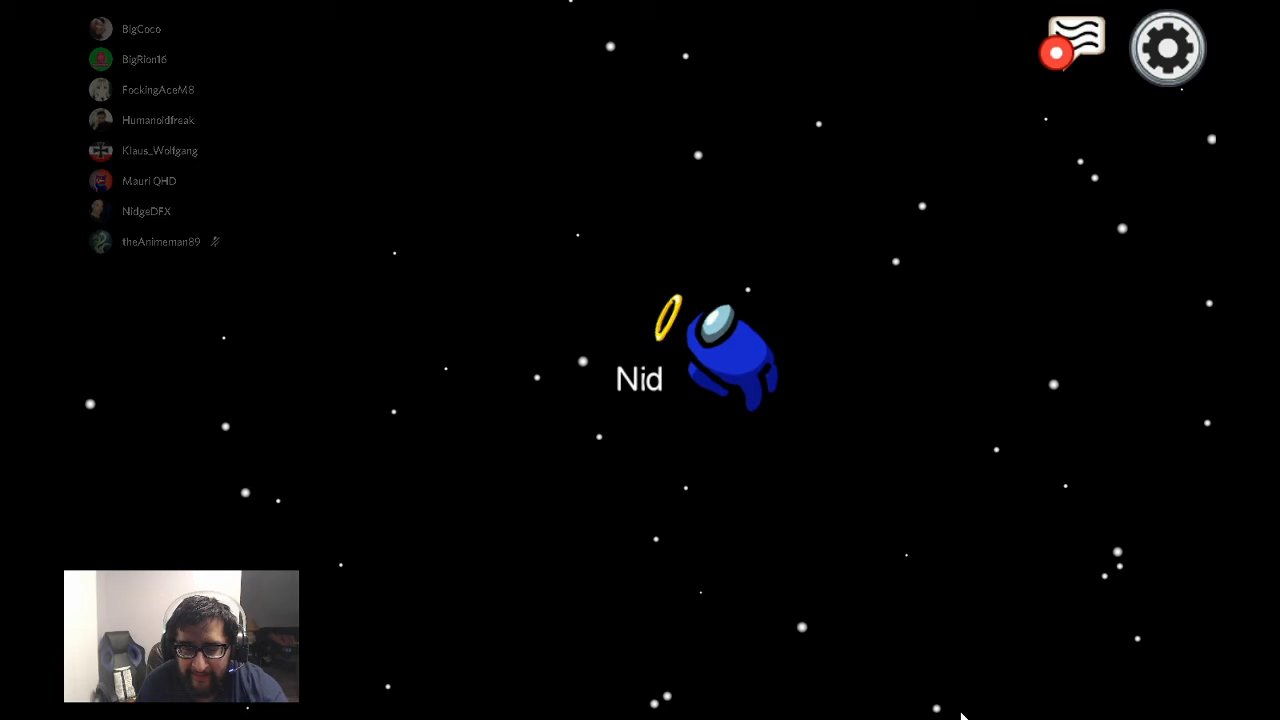 BigCoco
BigRion16
FockingAceM8
Humanoidfreak
Klaus_Wolfgang
Mauri QHD
NidgeDFX
theAnimeman89
Nid